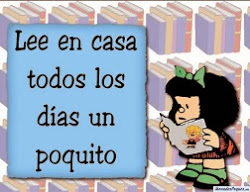 Lee en casa
todos los
días un
poquito